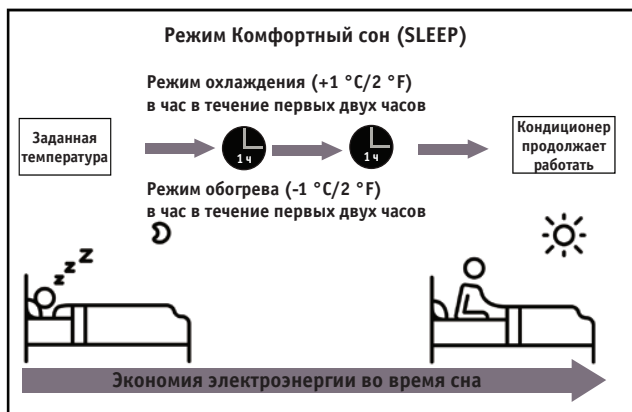 Режим Комфортный сон (SLEEP)
Режим охлаждения (+1 °C/2 °F)
в час в течение первых двух часов
Заданная
температура
1 ч
1 ч
Кондиционер
продолжает
работать
Режим обогрева (-1 °C/2 °F)
в час в течение первых двух часов
z z z Z
Экономия электроэнергии во время сна